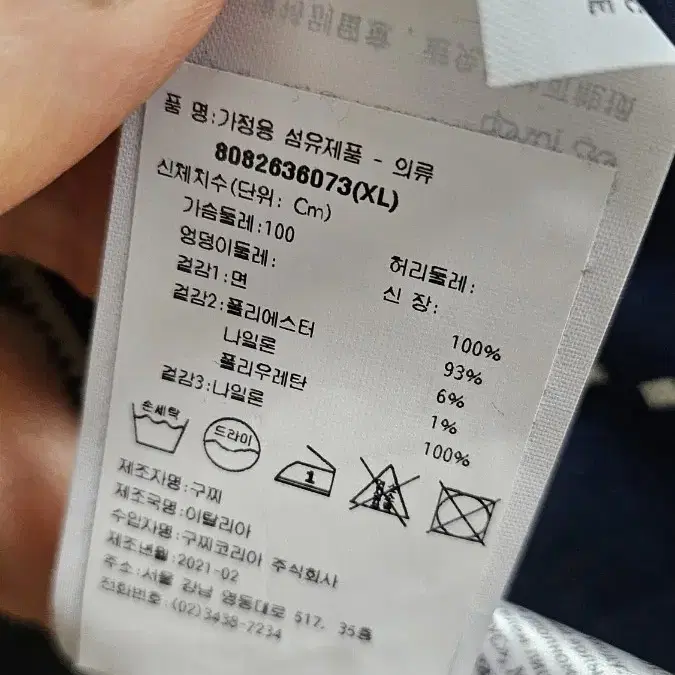 품 명:가정용 섬유제품 - 의류
8082636073(XL)
신체치수(단위: Cm)
가슴둘레:100
허리둘레:
엉덩이둘레:
신 장:
겉감1:면 100%
겉감2:폴리에스터 93%
나일론 6%
폴리우레탄 1%
겉감3:나일론 100%
손세탁
드라이
1
제조자명:구찌
제조국명:이탈리아
수입자명:구찌코리아 주식회사
제조년월:2021-02
주소:서울 강남 영동대로 517, 35층
전화번호:(02)3438-7234